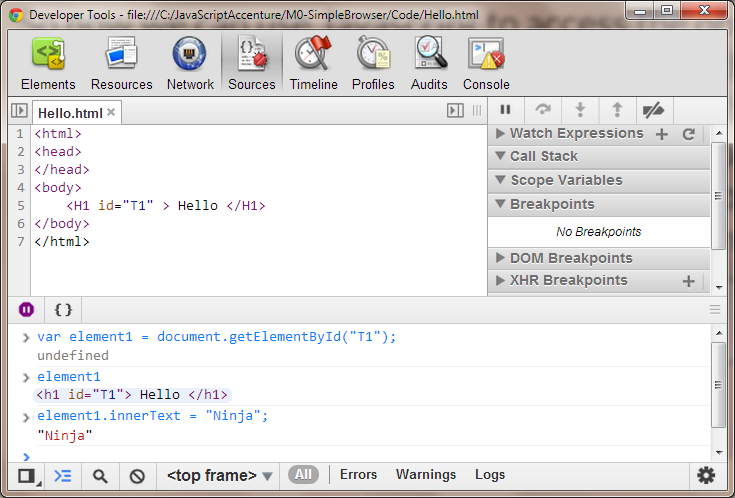 Developer Tools - file:///C:/JavaScriptAccenture/M0-SimpleBrowser/Code/Hello.html
to access the
Elements Resources Network Sources Timeline Profiles Audits Console
Hello.html ×
1 <html>
2 <head>
3 </head>
4 <body>
5     <H1 id="T1" > Hello </H1>
6 </body>
7 </html>
Watch Expressions
Call Stack
Scope Variables
Breakpoints
No Breakpoints
DOM Breakpoints
XHR Breakpoints
{ }
var element1 = document.getElementById("T1");
undefined
element1
<h1 id="T1"> Hello </h1>
element1.innerText = "Ninja";
"Ninja"
<top frame> All Errors Warnings Logs